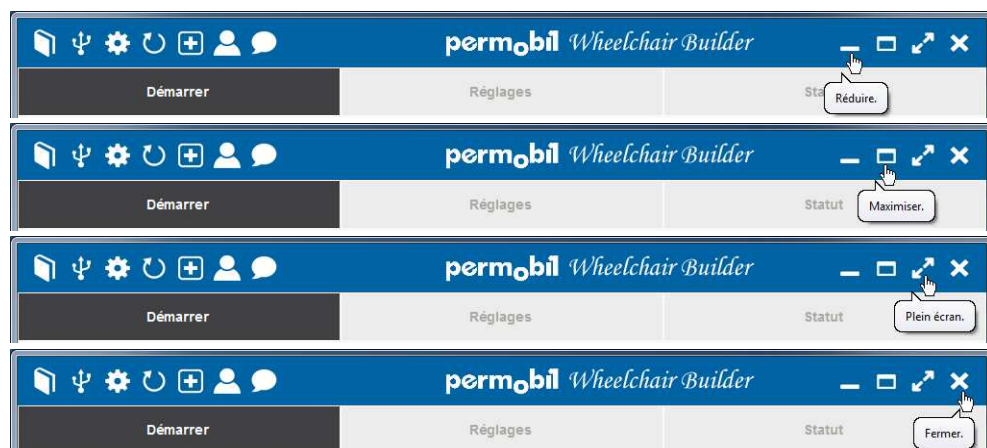 permobil Wheelchair Builder
Démarrer Réglages Sta
Réduire.
permobil Wheelchair Builder
Démarrer Réglages Statut
Maximiser.
permobil Wheelchair Builder
Démarrer Réglages Statut
Plein écran.
permobil Wheelchair Builder
Démarrer Réglages Statut
Fermer.